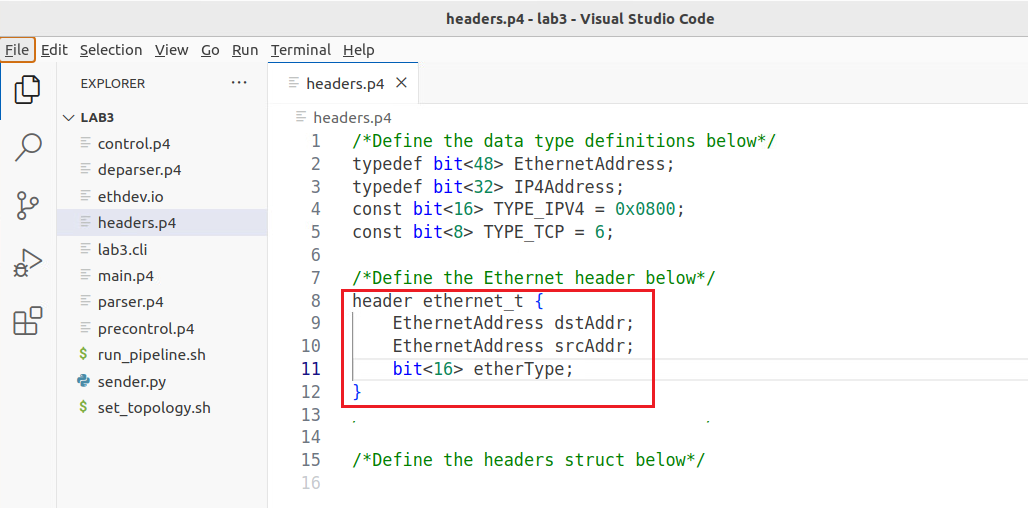 headers.p4 - lab3 - Visual Studio Code
File Edit Selection View Go Run Terminal Help
EXPLORER ···
headers.p4
LAB3
control.p4
deparser.p4
ethdev.io
headers.p4
lab3.cli
main.p4
parser.p4
precontrol.p4
$ run_pipeline.sh
sender.py
$ set_topology.sh
headers.p4
1 /*Define the data type definitions below*/
2 typedef bit<48> EthernetAddress;
3 typedef bit<32> IP4Address;
4 const bit<16> TYPE_IPV4 = 0x0800;
5 const bit<8> TYPE_TCP = 6;
6
7 /*Define the Ethernet header below*/
8 header ethernet_t {
9     EthernetAddress dstAddr;
10     EthernetAddress srcAddr;
11     bit<16> etherType;
12 }
13
14
15 /*Define the headers struct below*/
16